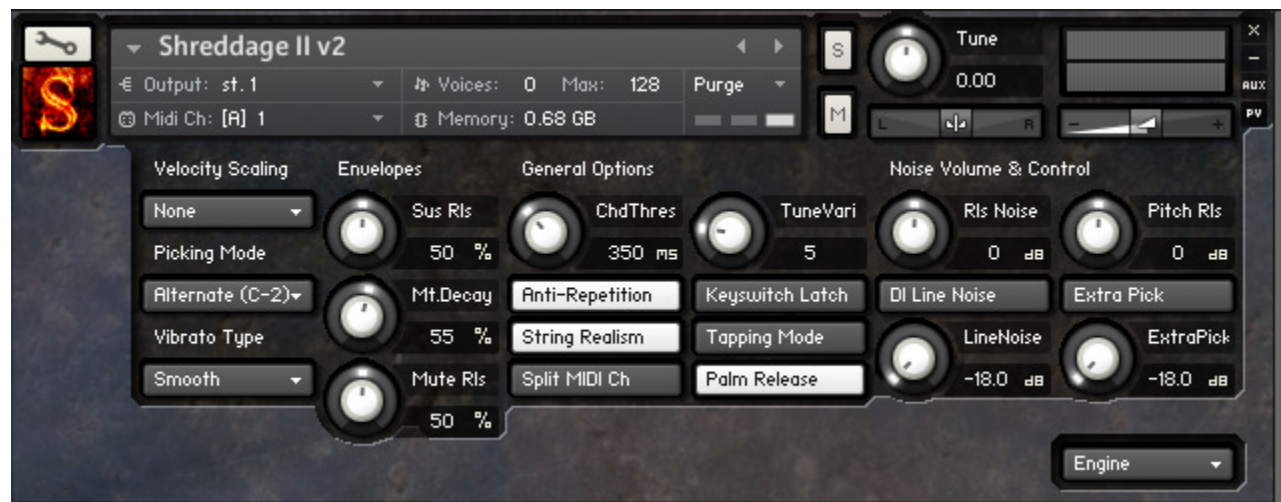 Shreddage II v2
Output: st. 1
Voices: 0 Max: 128
Purge
Midi Ch: [A] 1
Memory: 0.68 GB
S
M
Tune
0.00
L R
- +
×
-
AUX
PV
S
Velocity Scaling
Envelopes
General Options
Noise Volume & Control
None
Sus Rls
50 %
ChdThres
350 ms
TuneVari
5
Rls Noise
0 dB
Pitch Rls
0 dB
Picking Mode
Alternate (C-2)
Mt.Decay
55 %
Anti-Repetition
Keyswitch Latch
DI Line Noise
Extra Pick
Vibrato Type
String Realism
Tapping Mode
LineNoise
-18.0 dB
ExtraPick
-18.0 dB
Smooth
Mute Rls
50 %
Split MIDI Ch
Palm Release
Engine